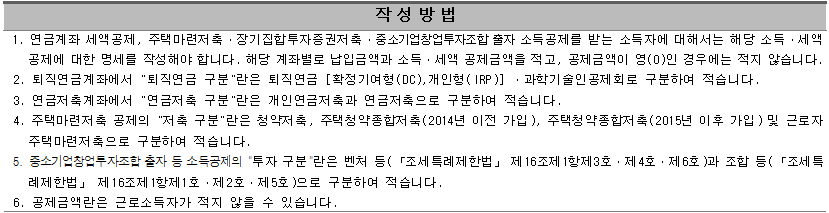 작 성 방 법
1. 연금계좌 세액공제, 주택마련저축·장기집합투자증권저축·중소기업창업투자조합 출자 소득공제를 받는 소득자에 대해서는 해당 소득·세액
공제에 대한 명세를 작성해야 합니다. 해당 계좌별로 납입금액과 소득·세액 공제금액을 적고, 공제금액이 영(0)인 경우에는 적지 않습니다.
2. 퇴직연금계좌에서 "퇴직연금 구분"란은 퇴직연금 [확정기여형(DC),개인형(IRP)] ·과학기술인공제회로 구분하여 적습니다.
3. 연금저축계좌에서 "연금저축 구분"란은 개인연금저축과 연금저축으로 구분하여 적습니다.
4. 주택마련저축 공제의 "저축 구분"란은 청약저축, 주택청약종합저축(2014년 이전 가입), 주택청약종합저축(2015년 이후 가입) 및 근로자
주택마련저축으로 구분하여 적습니다.
5. 중소기업창업투자조합 출자 등 소득공제의 "투자 구분"란은 벤처 등(「조세특례제한법」 제16조제1항제3호·제4호·제6호)과 조합 등(「조세특
례제한법」 제16조제1항제1호·제2호·제5호)으로 구분하여 적습니다.
6. 공제금액란은 근로소득자가 적지 않을 수 있습니다.